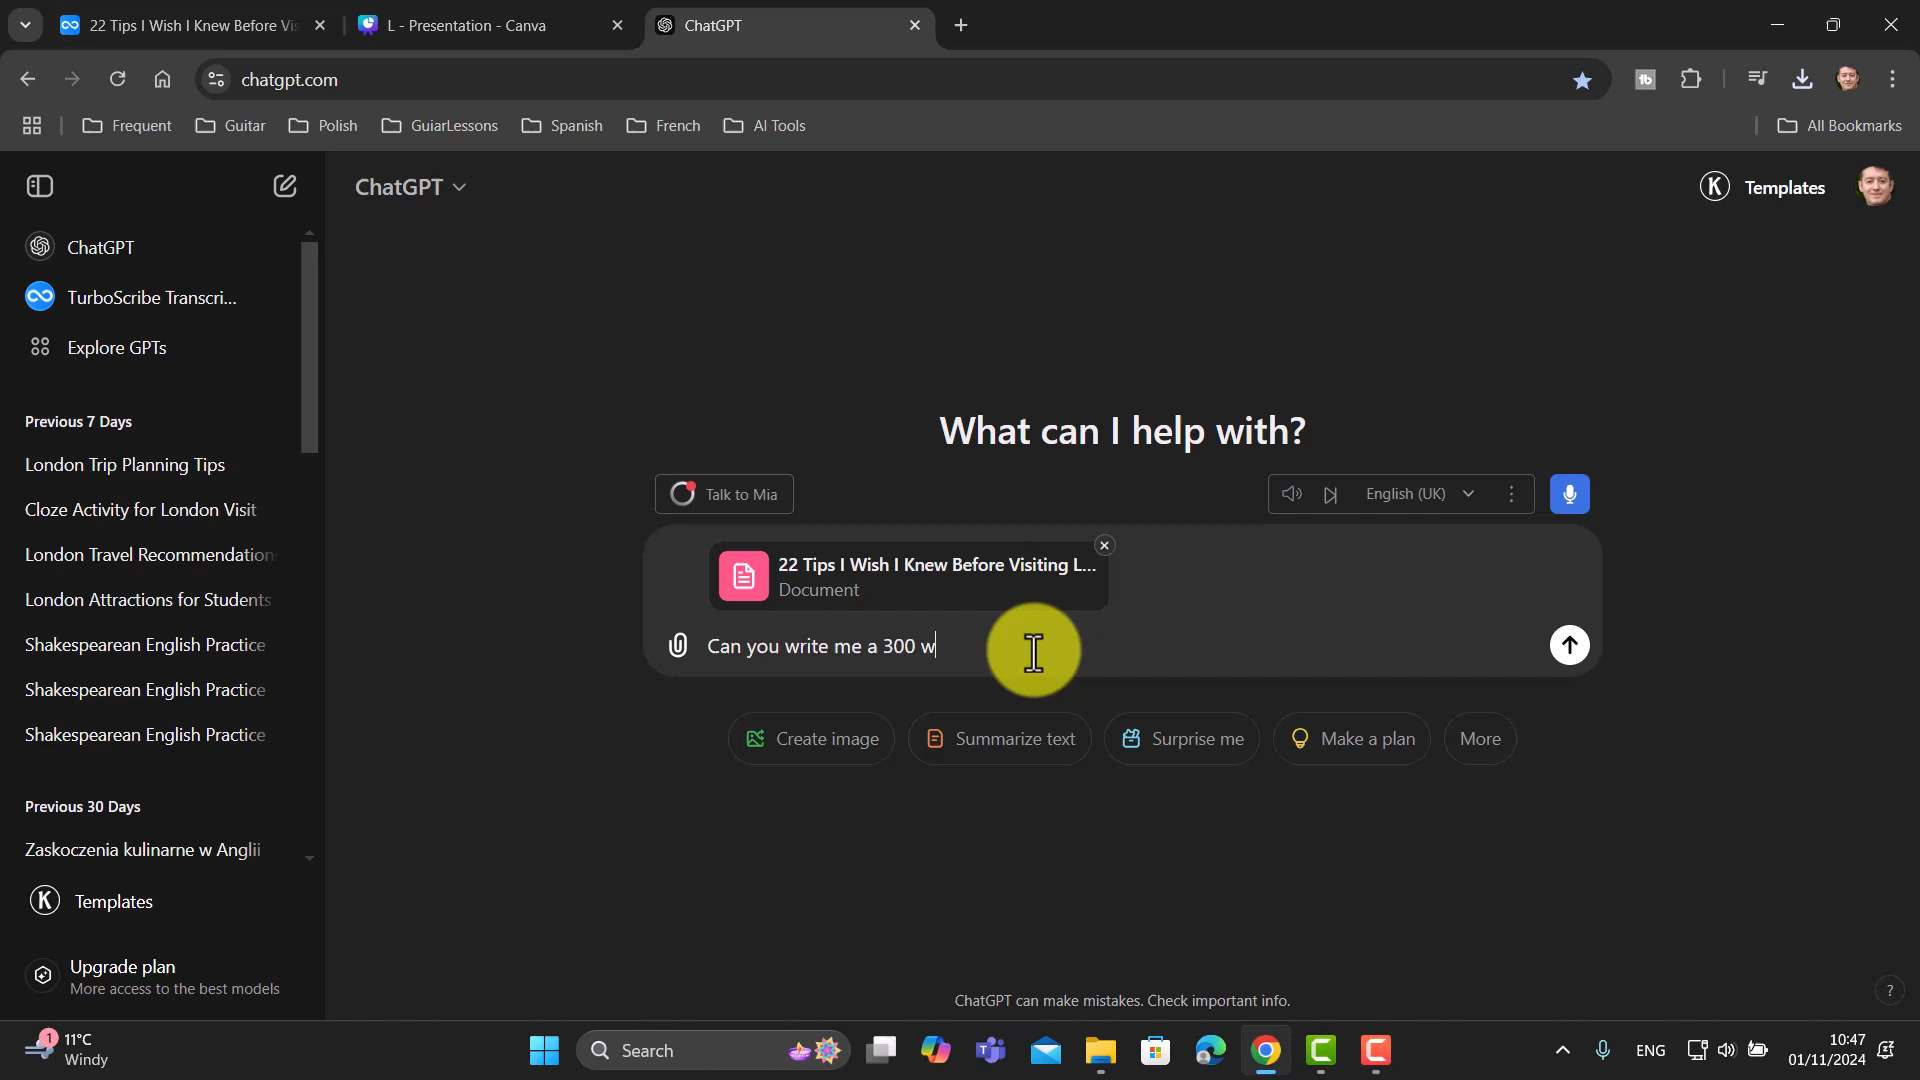 22 Tips I Wish I Knew Before Vis
L - Presentation - Canva
ChatGPT
chatgpt.com
Frequent
Guitar
Polish
GuiarLessons
Spanish
French
AI Tools
All Bookmarks
ChatGPT
K Templates
ChatGPT
TurboScribe Transcri...
Explore GPTs
Previous 7 Days
London Trip Planning Tips
Cloze Activity for London Visit
London Travel Recommendation
London Attractions for Students
Shakespearean English Practice
Shakespearean English Practice
Shakespearean English Practice
Previous 30 Days
Zaskoczenia kulinarne w Anglii
K Templates
Upgrade plan
More access to the best models
What can I help with?
Talk to Mia
English (UK)
22 Tips I Wish I Knew Before Visiting L...
Document
Can you write me a 300 w
Create image
Summarize text
Surprise me
Make a plan
More
ChatGPT can make mistakes. Check important info.
?
1
11°C
Windy
Search
ENG
10:47
01/11/2024